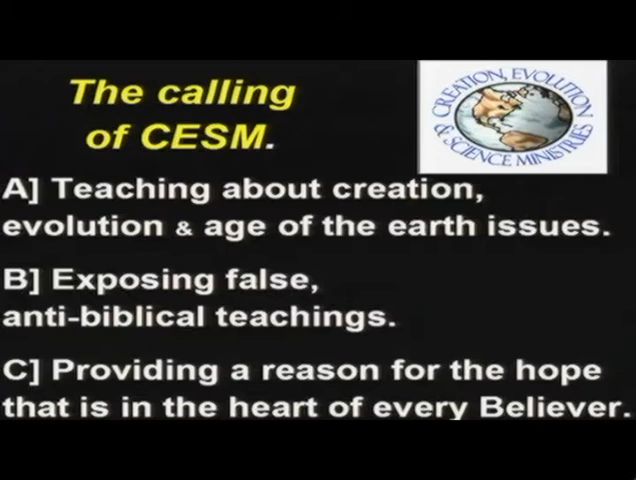 The calling
of CESM.
CREATION, EVOLUTION
& SCIENCE MINISTRIES
A] Teaching about creation,
evolution & age of the earth issues.
B] Exposing false,
anti-biblical teachings.
C] Providing a reason for the hope
that is in the heart of every Believer.